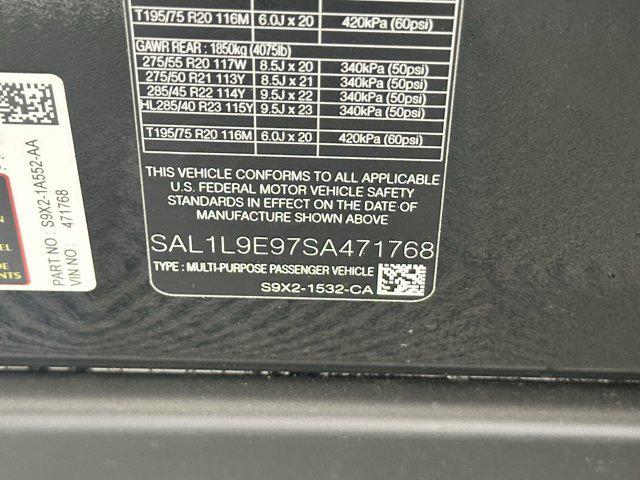 T195/75 R20 116M 6.0J x 20 420kPa (60psi)
GAWR REAR : 1850kg (4075lb)
275/55 R20 117W 8.5J x 20 340kPa (50psi)
275/50 R21 113Y 8.5J x 21 340kPa (50psi)
285/45 R22 114Y 9.5J x 22 340kPa (50psi)
HL285/40 R23 115Y 9.5J x 23 340kPa (50psi)
T195/75 R20 116M 6.0J x 20 420kPa (60psi)
THIS VEHICLE CONFORMS TO ALL APPLICABLE
U.S. FEDERAL MOTOR VEHICLE SAFETY
STANDARDS IN EFFECT ON THE DATE OF
MANUFACTURE SHOWN ABOVE
SAL1L9E97SA471768
TYPE : MULTI-PURPOSE PASSENGER VEHICLE
S9X2-1532-CA
PART NO : S9X2-1A552-AA
VIN NO : 471768